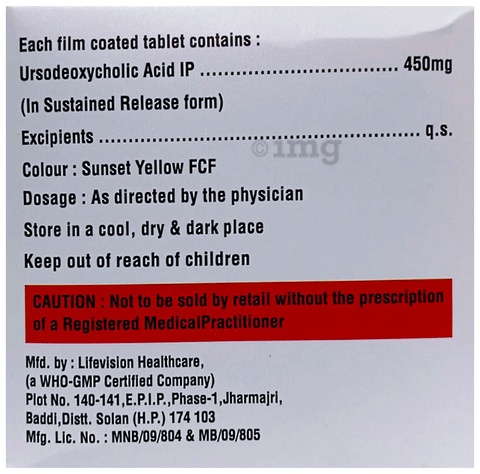 Each film coated tablet contains :
Ursodeoxycholic Acid IP ........................................ 450mg
(In Sustained Release form)
Excipients ................................................................ q.s.
©img
Colour : Sunset Yellow FCF
Dosage : As directed by the physician
Store in a cool, dry & dark place
Keep out of reach of children
CAUTION : Not to be sold by retail without the prescription
of a Registered MedicalPractitioner
Mfd. by : Lifevision Healthcare,
(a WHO-GMP Certified Company)
Plot No. 140-141,E.P.I.P.,Phase-1,Jharmajri,
Baddi,Distt. Solan (H.P.) 174 103
Mfg. Lic. No. : MNB/09/804 & MB/09/805